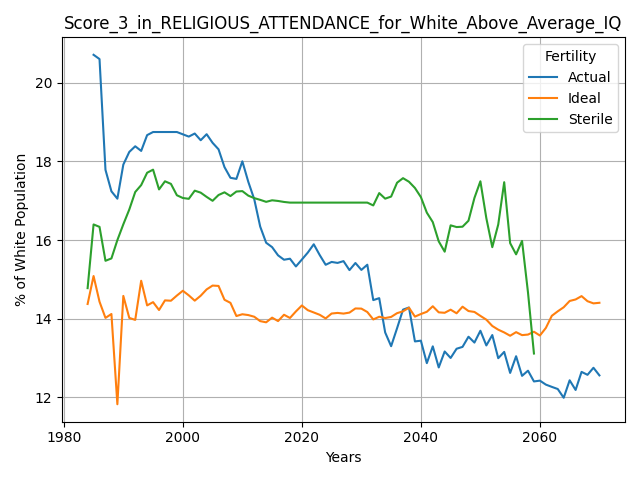 Score_3_in_RELIGIOUS_ATTENDANCE_for_White_Above_Average_IQ
Fertility
Actual
Ideal
Sterile
% of White Population
20
18
16
14
12
1980
2000
2020
2040
2060
Years